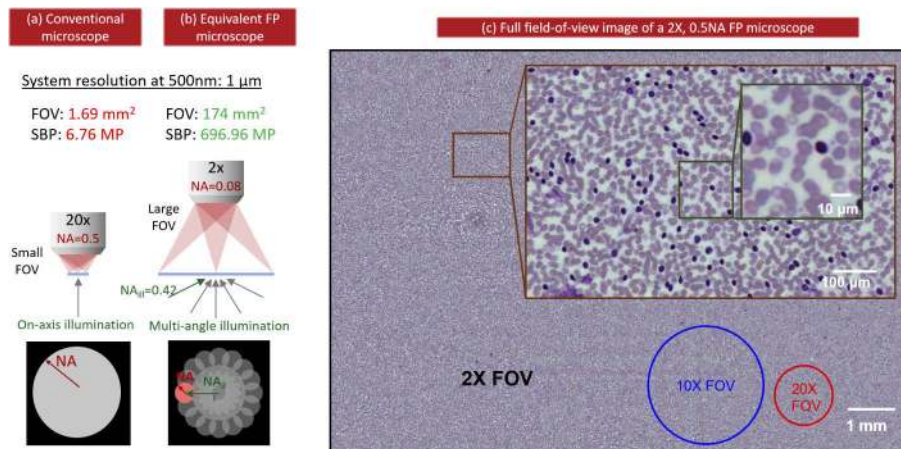 (a) Conventional
microscope
(b) Equivalent FP
microscope
(c) Full field-of-view image of a 2X, 0.5NA FP microscope
System resolution at 500nm: 1 µm
FOV: 1.69 mm²
SBP: 6.76 MP
FOV: 174 mm²
SBP: 696.96 MP
2x
NA=0.08
Large
FOV
20x
NA=0.5
Small
FOV
NAill=0.42
On-axis illumination
Multi-angle illumination
NA
NA
NA
10 µm
100 µm
2X FOV
10X FOV
20X
FOV
1 mm